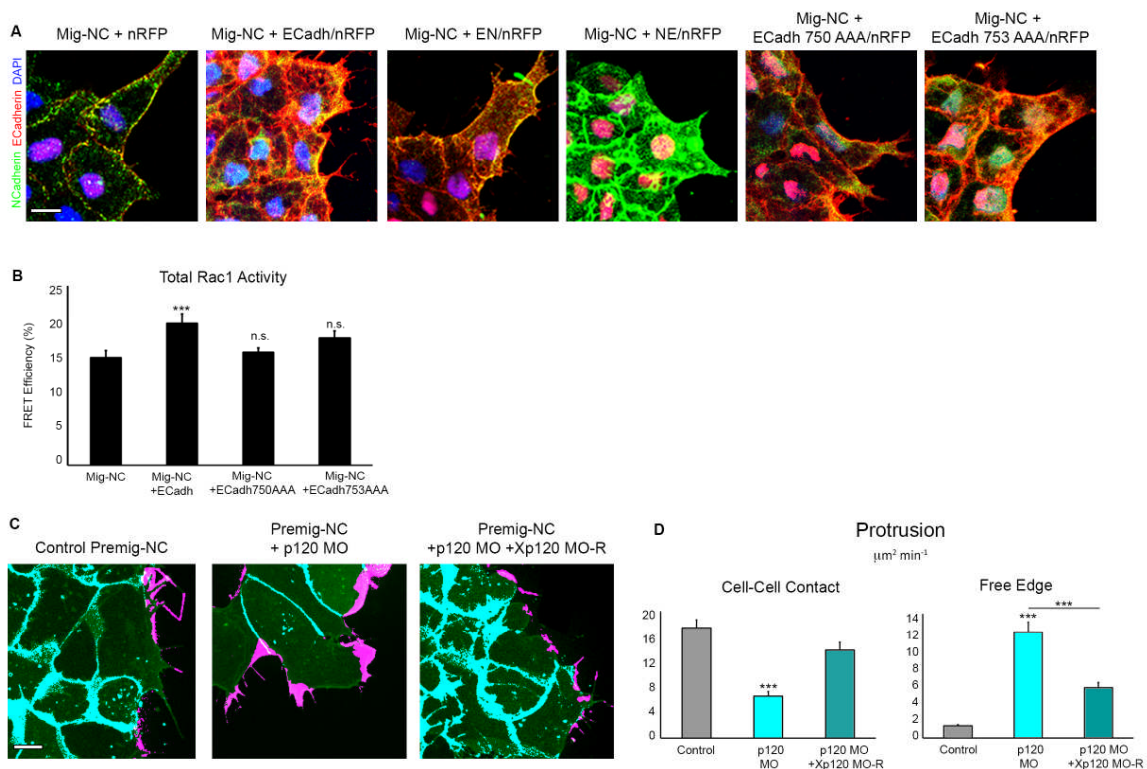 A
Mig-NC + nRFP
Mig-NC + ECadh/nRFP
Mig-NC + EN/nRFP
Mig-NC + NE/nRFP
Mig-NC +
ECadh 750 AAA/nRFP
Mig-NC +
ECadh 753 AAA/nRFP
NCadherin ECadherin DAPI
B
Total Rac1 Activity
FRET Efficiency (%)
25
20
15
10
5
0
***
n.s.
n.s.
Mig-NC
Mig-NC
+ECadh
Mig-NC
+ECadh750AAA
Mig-NC
+ECadh753AAA
C
Control Premig-NC
Premig-NC
+ p120 MO
Premig-NC
+p120 MO +Xp120 MO-R
D
Protrusion
μm² min⁻¹
Cell-Cell Contact
20
16
12
8
4
0
***
Control
p120
MO
p120 MO
+Xp120 MO-R
Free Edge
14
12
10
8
6
4
2
0
***
***
Control
p120
MO
p120 MO
+Xp120 MO-R